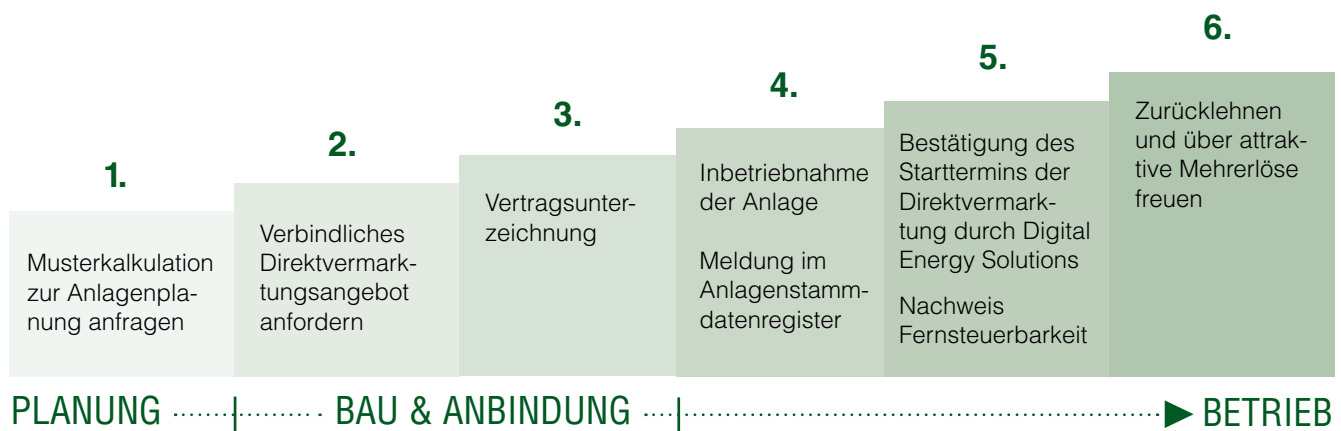 1.
Musterkalkulation
zur Anlagenpla-
nung anfragen
2.
Verbindliches
Direktvermark-
tungsangebot
anfordern
3.
Vertragsunter-
zeichnung
4.
Inbetriebnahme
der Anlage
Meldung im
Anlagenstamm-
datenregister
5.
Bestätigung des
Starttermins der
Direktvermark-
tung durch Digital
Energy Solutions
Nachweis
Fernsteuerbarkeit
6.
Zurücklehnen
und über attrak-
tive Mehrerlöse
freuen
PLANUNG
BAU & ANBINDUNG
BETRIEB